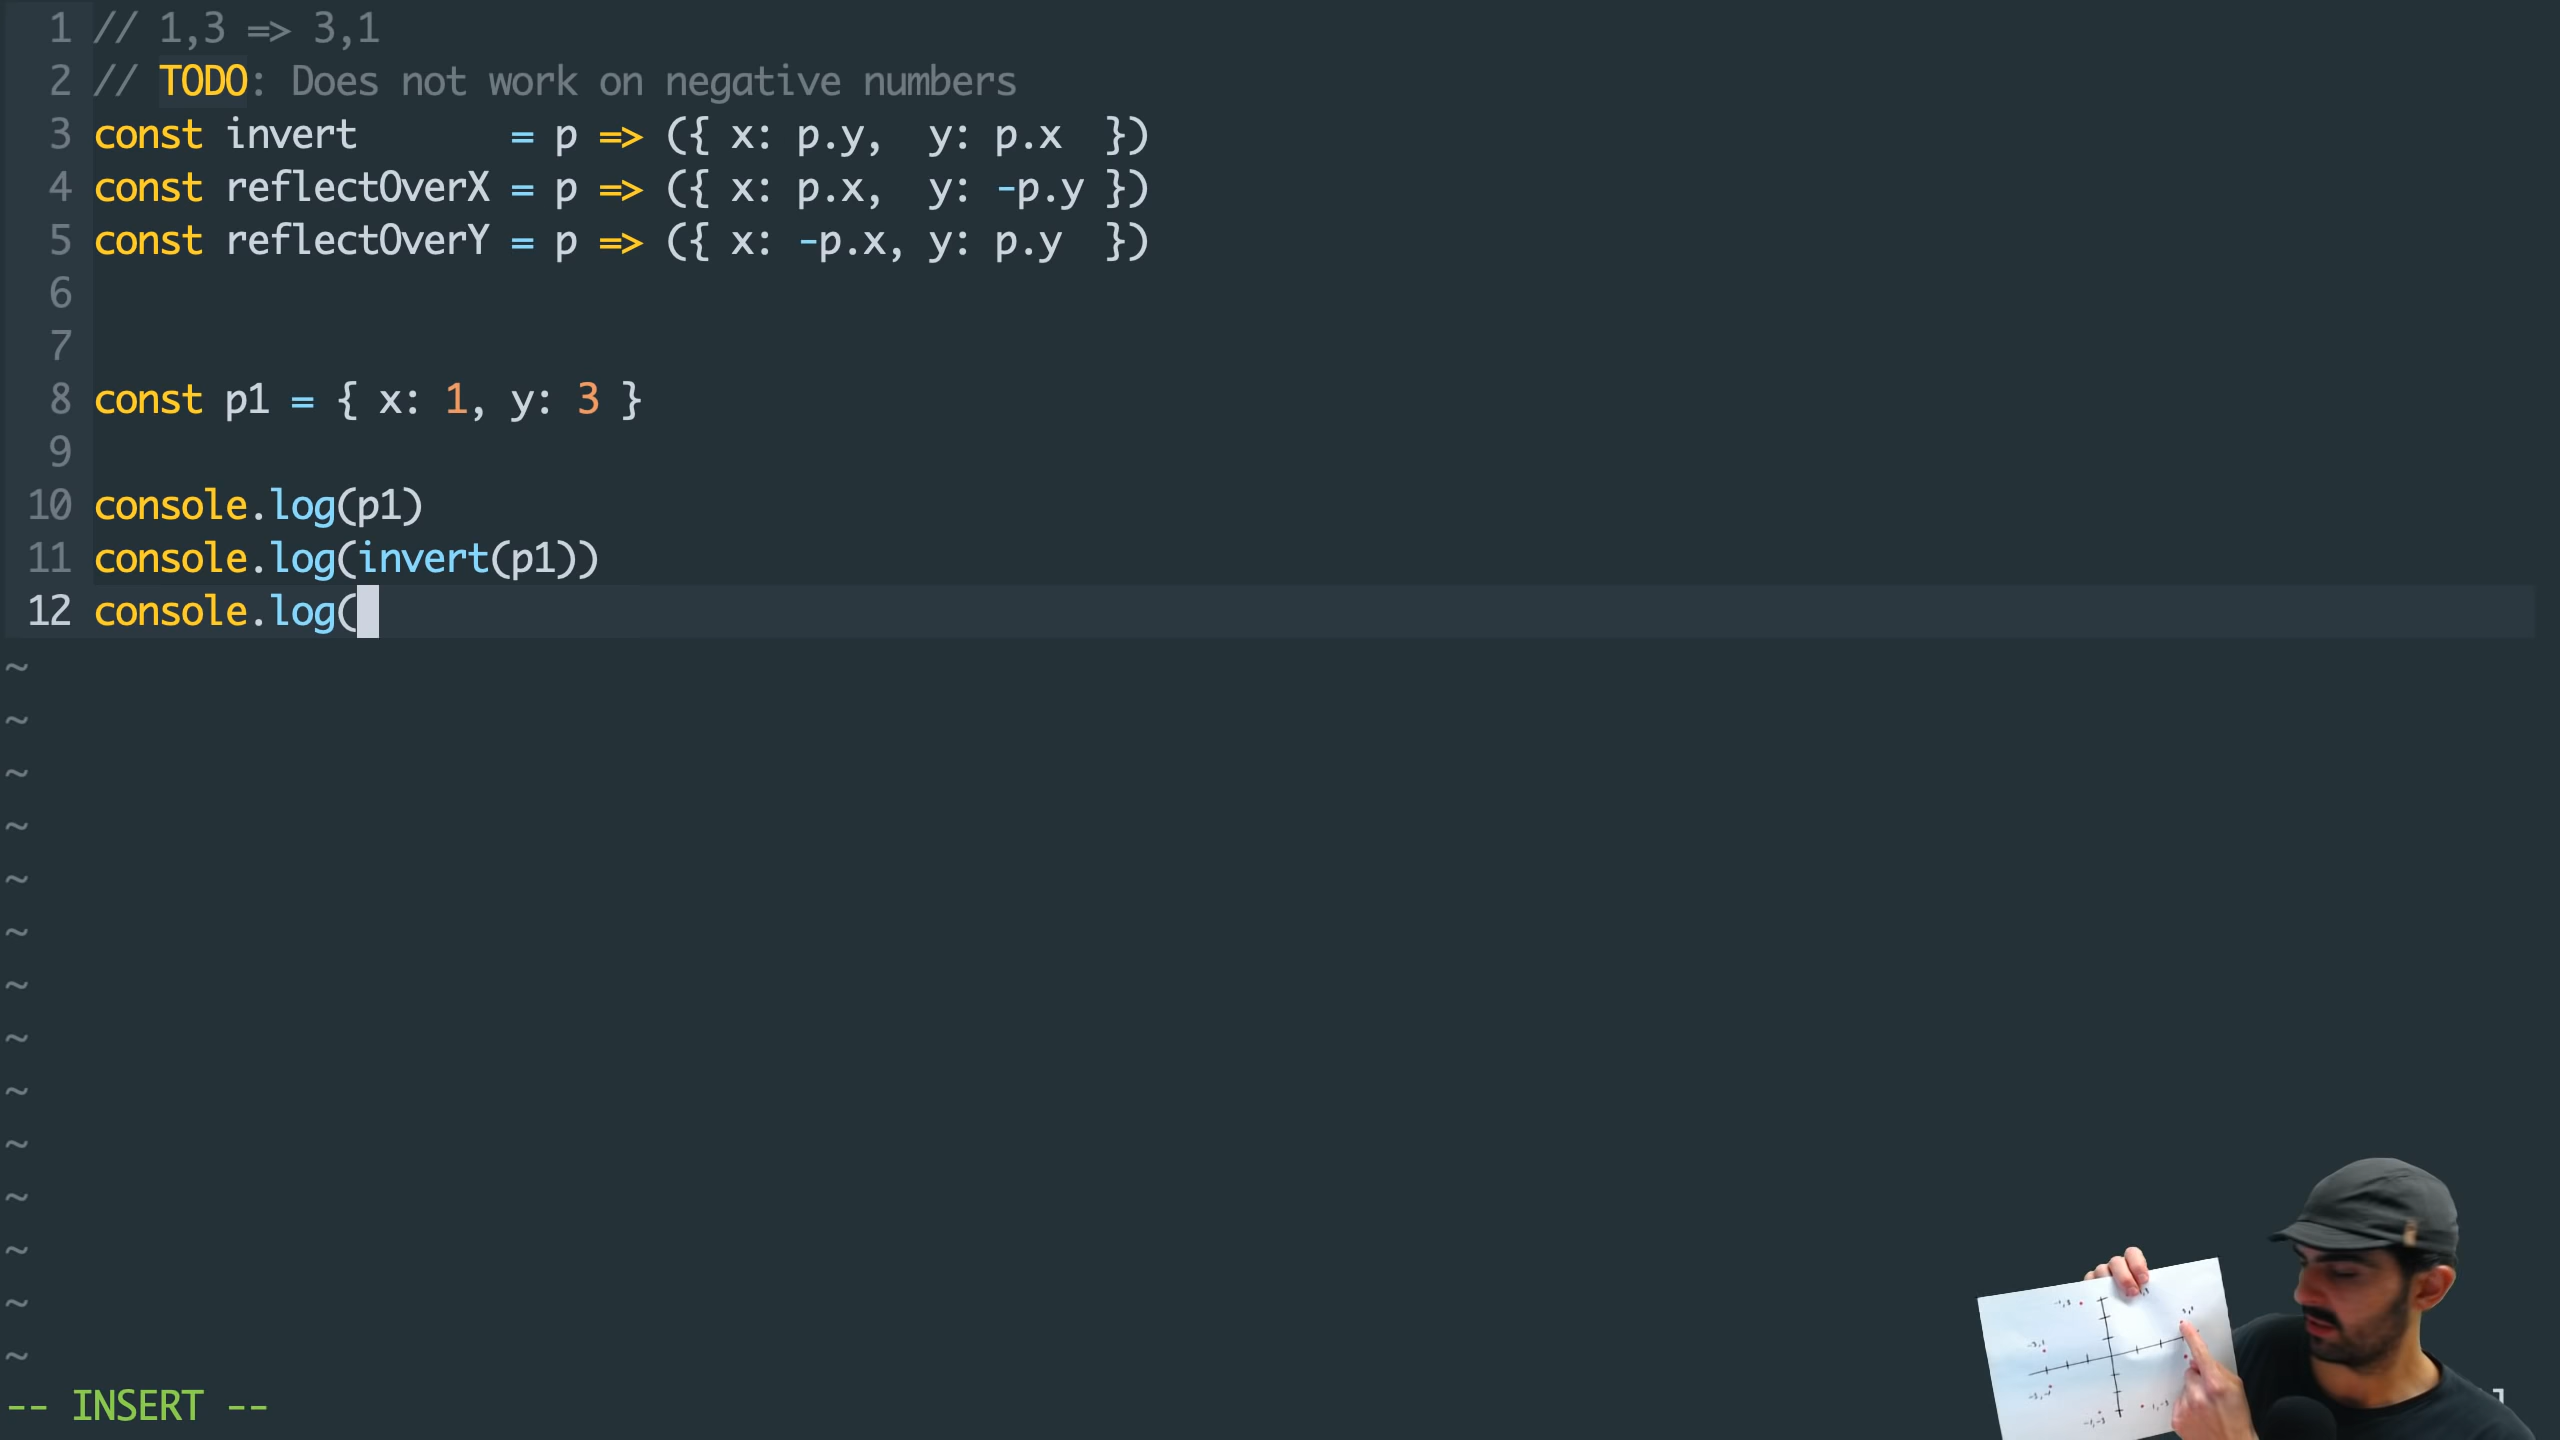 1 // 1,3 => 3,1
2 // TODO: Does not work on negative numbers
3 const invert       = p => ({ x: p.y,  y: p.x  })
4 const reflectOverX = p => ({ x: p.x,  y: -p.y })
5 const reflectOverY = p => ({ x: -p.x, y: p.y  })
6
7
8 const p1 = { x: 1, y: 3 }
9
10 console.log(p1)
11 console.log(invert(p1))
12 console.log(
~
~
~
~
~
~
~
~
~
~
~
~
~
~
-- INSERT --